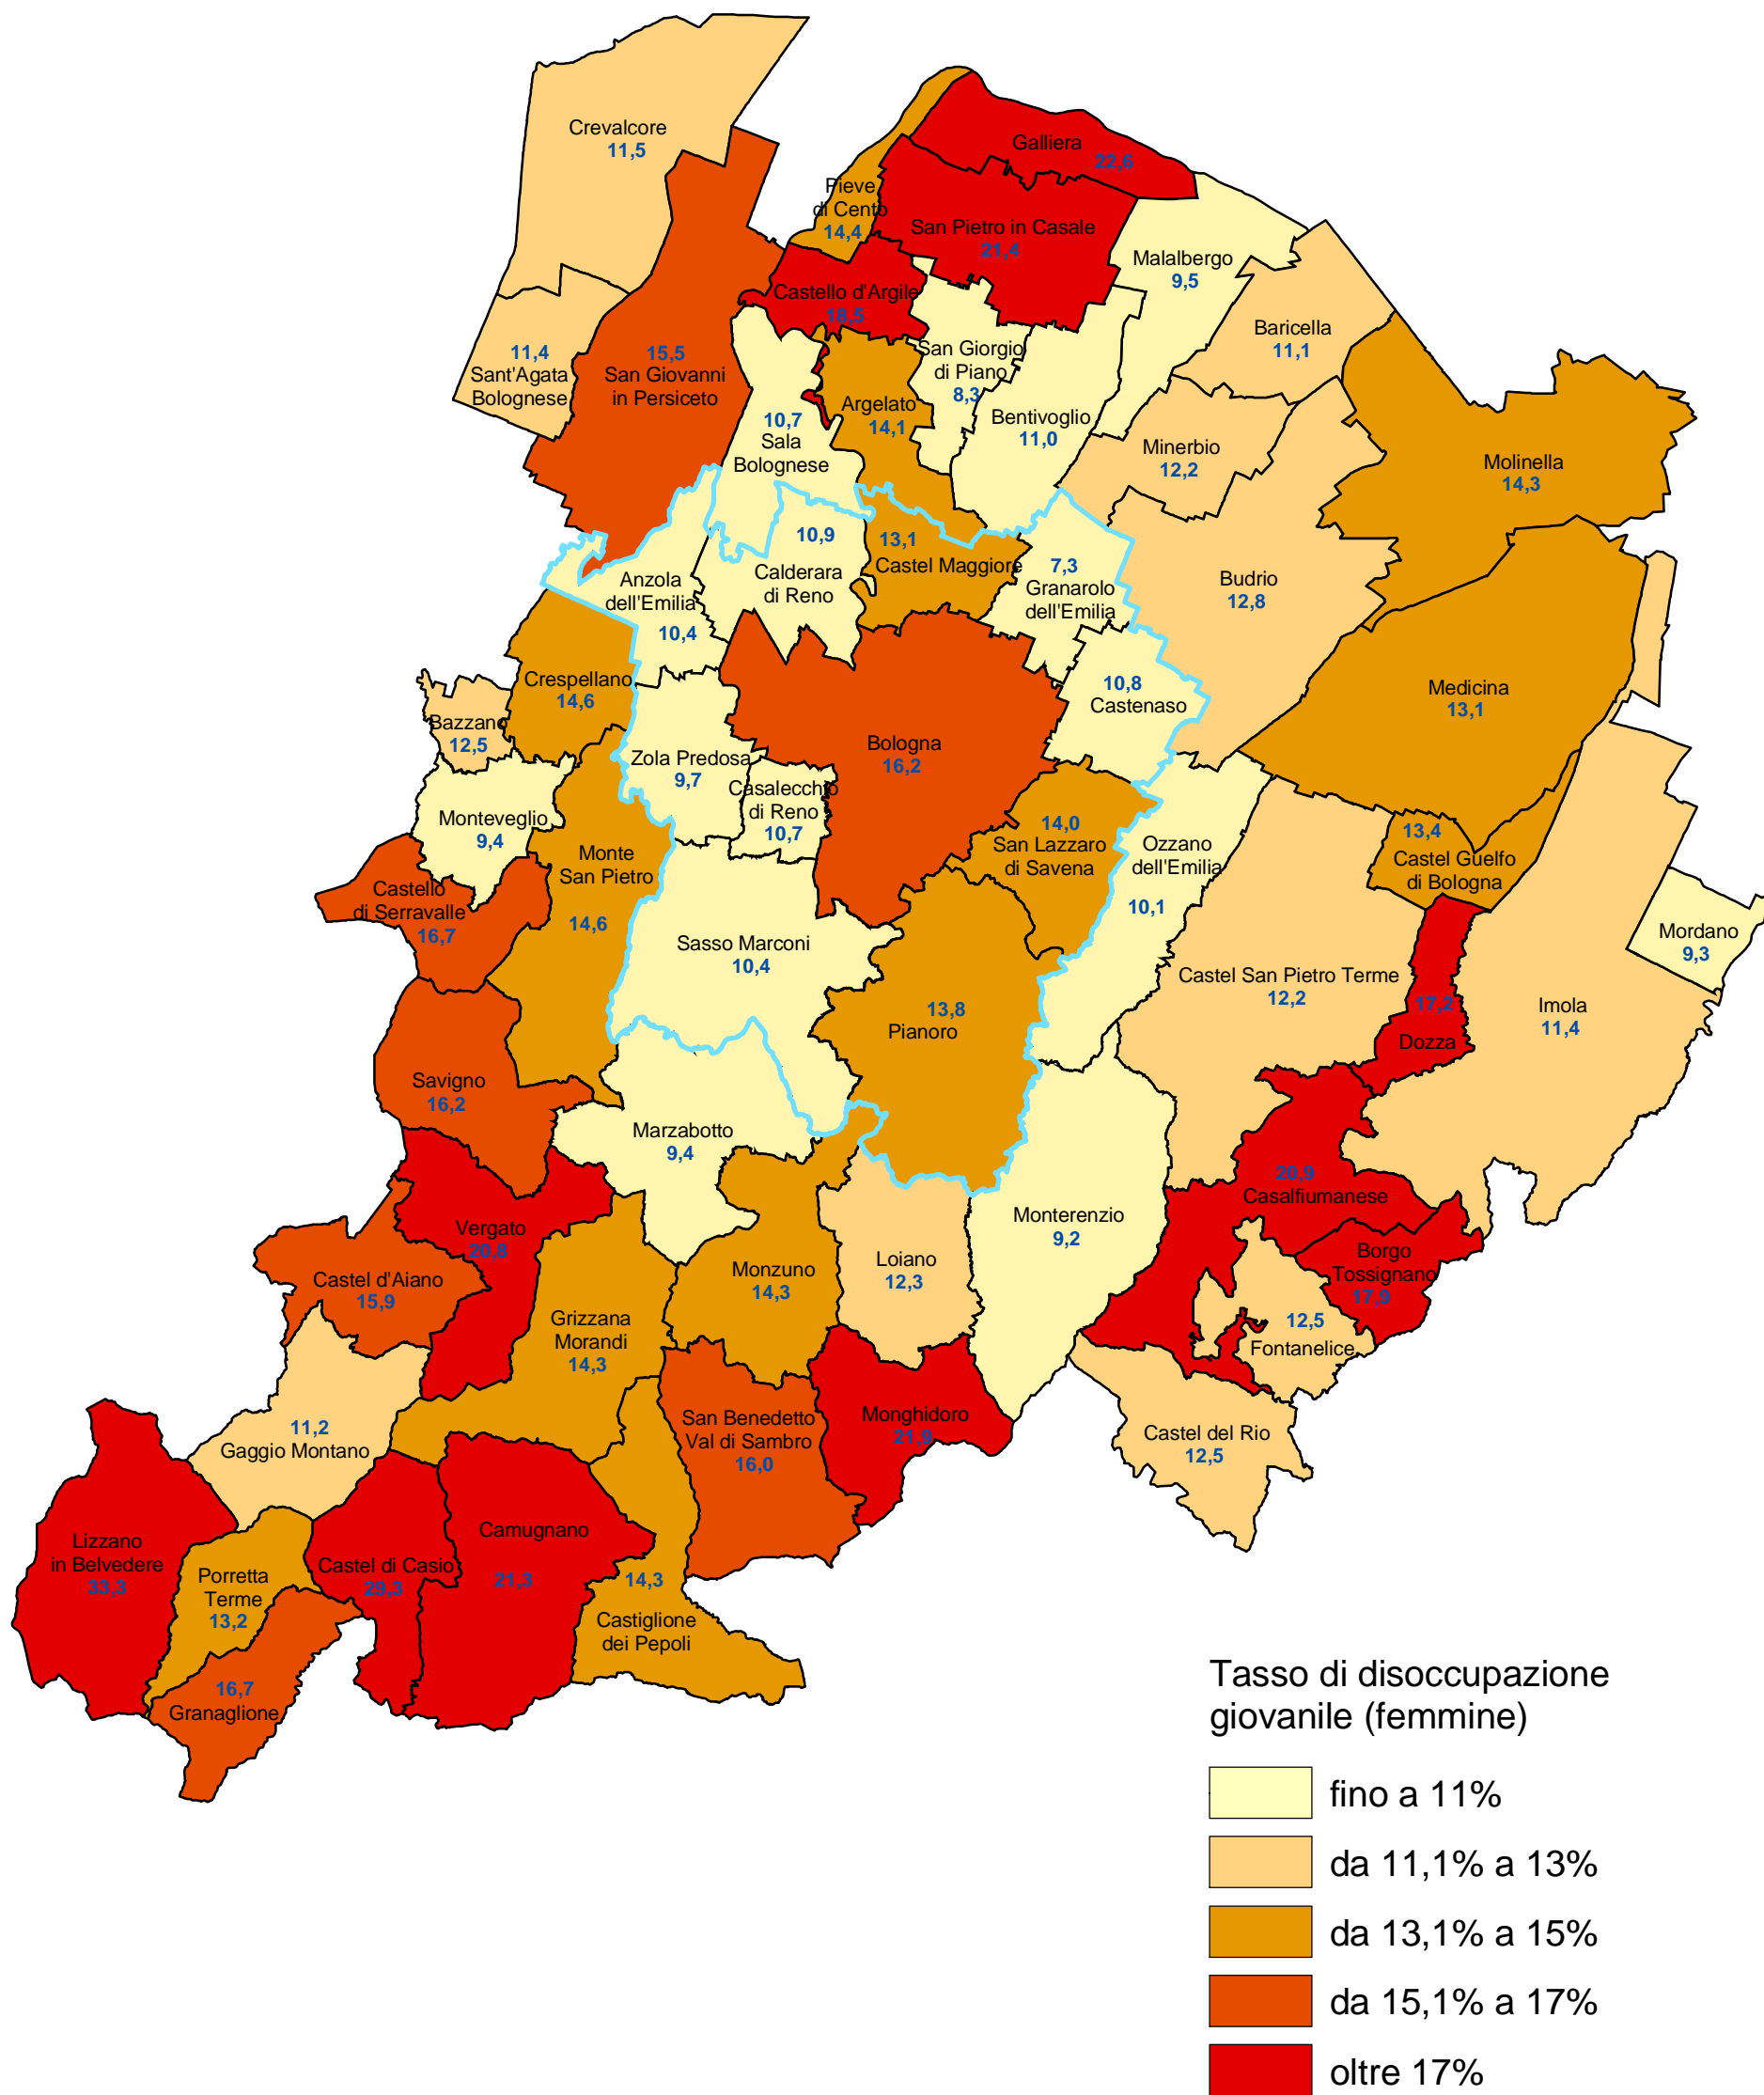 Crevalcore
11,5
Galliera
22,6
Pieve
di Cento
14,4
San Pietro in Casale
21,4
Malalbergo
9,5
Castello d'Argile
18,5
Baricella
11,1
11,4
Sant'Agata
Bolognese
15,5
San Giovanni
in Persiceto
San Giorgio
di Piano
8,3
10,7
Sala
Bolognese
Argelato
14,1
Bentivoglio
11,0
Minerbio
12,2
Molinella
14,3
10,9
Calderara
di Reno
13,1
Castel Maggiore
7,3
Granarolo
dell'Emilia
Anzola
dell'Emilia
10,4
Budrio
12,8
Crespellano
14,6
10,8
Castenaso
Medicina
13,1
Bazzano
12,5
Bologna
16,2
Zola Predosa
9,7
Casalecchio
di Reno
10,7
Monteveglio
9,4
14,0
San Lazzaro
di Savena
Ozzano
dell'Emilia
10,1
13,4
Castel Guelfo
di Bologna
Monte
San Pietro
14,6
Castello
di Serravalle
16,7
Mordano
9,3
Sasso Marconi
10,4
Castel San Pietro Terme
12,2
13,8
Pianoro
17,2
Dozza
Imola
11,4
Savigno
16,2
Marzabotto
9,4
20,9
Casalfiumanese
Vergato
20,8
Monterenzio
9,2
Castel d'Aiano
15,9
Monzuno
14,3
Loiano
12,3
Borgo
Tossignano
17,9
Grizzana
Morandi
14,3
12,5
Fontanelice
11,2
Gaggio Montano
San Benedetto
Val di Sambro
16,0
Monghidoro
21,9
Castel del Rio
12,5
Lizzano
in Belvedere
33,3
Porretta
Terme
13,2
Castel di Casio
29,3
Camugnano
21,3
14,3
Castiglione
dei Pepoli
16,7
Granaglione
Tasso di disoccupazione
giovanile (femmine)
fino a 11%
da 11,1% a 13%
da 13,1% a 15%
da 15,1% a 17%
oltre 17%